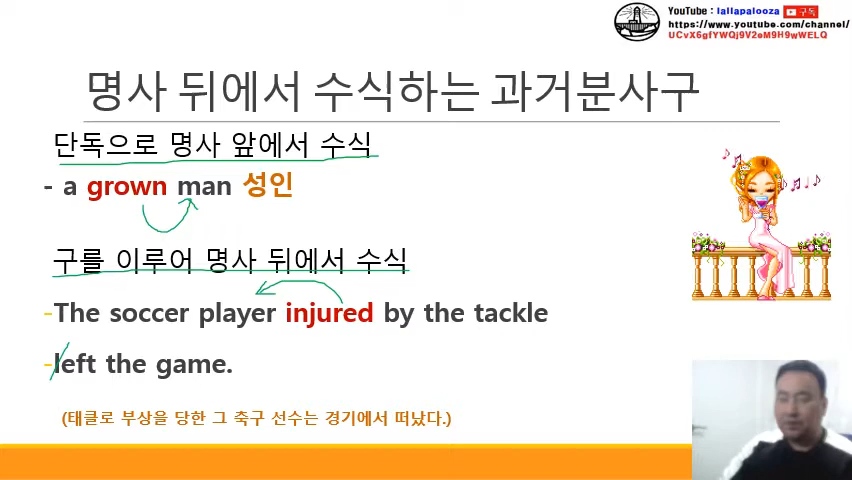 YouTube : lallapalooza 구독
https://www.youtube.com/channel/
UCvX6gfYWQj9V2eM9H9wWELQ
명사 뒤에서 수식하는 과거분사구
단독으로 명사 앞에서 수식
- a grown man 성인
구를 이루어 명사 뒤에서 수식
-The soccer player injured by the tackle
-left the game.
(태클로 부상을 당한 그 축구 선수는 경기에서 떠났다.)